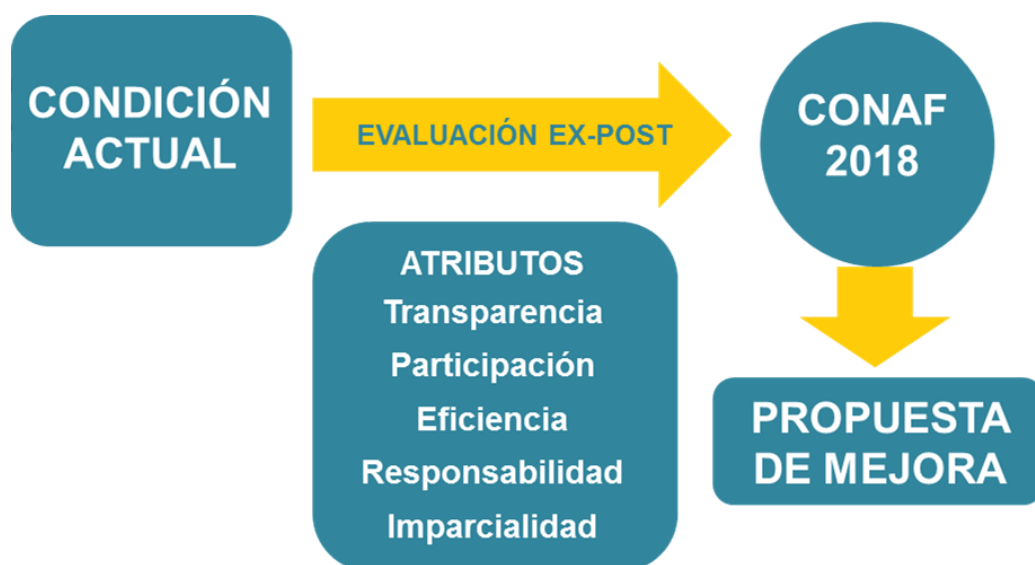 CONDICIÓN
ACTUAL
EVALUACIÓN EX-POST
CONAF
2018
ATRIBUTOS
Transparencia
Participación
Eficiencia
Responsabilidad
Imparcialidad
PROPUESTA
DE MEJORA